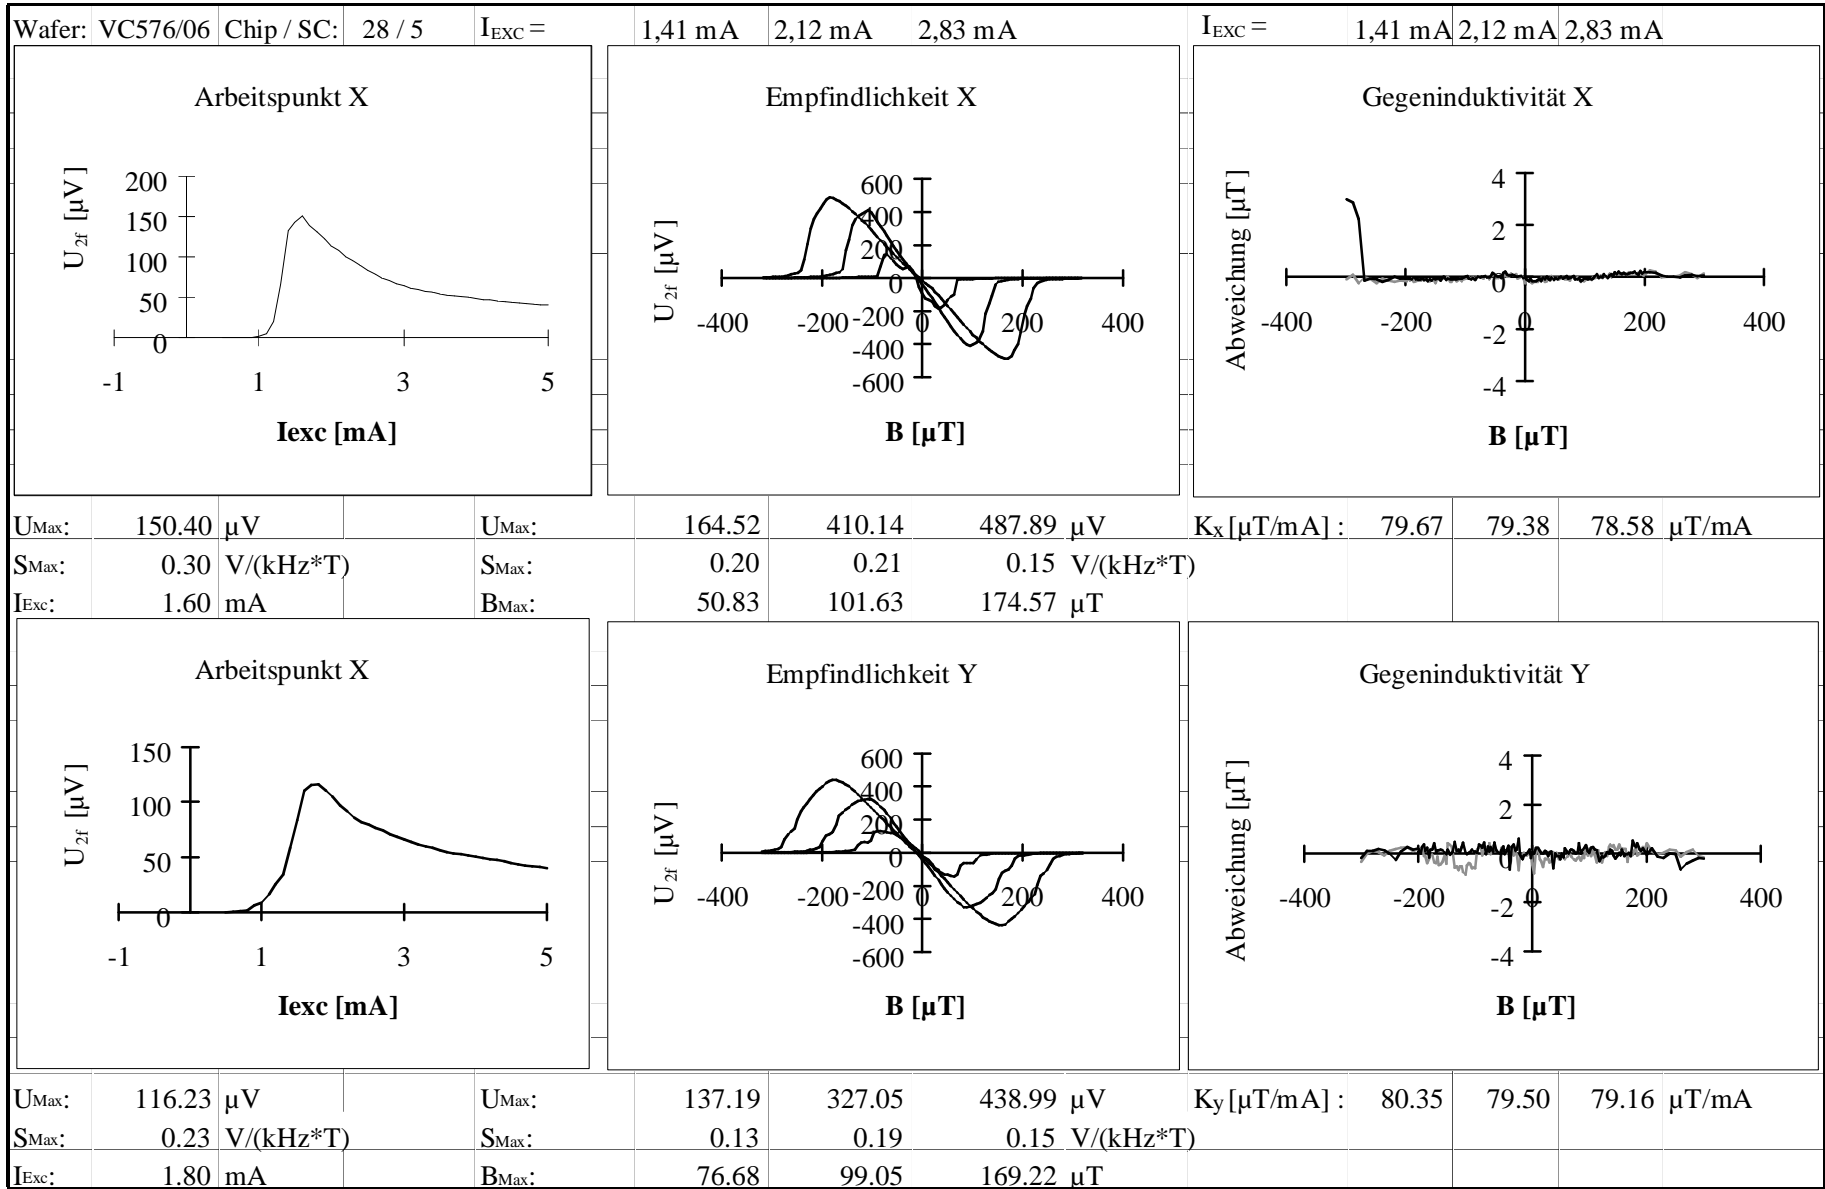 Wafer: VC576/06 Chip / SC: 28 / 5 IEXC = 1,41 mA 2,12 mA 2,83 mA IEXC = 1,41 mA 2,12 mA 2,83 mA
Arbeitspunkt X
200
150
100
50
0
-1 1 3 5
U2f [µV]
Iexc [mA]
Empfindlichkeit X
600
400
200
0
-200
-400
-600
-400 -200 0 200 400
U2f [µV]
B [µT]
Gegeninduktivität X
4
2
0
-2
-4
-400 -200 0 200 400
Abweichung [µT]
B [µT]
UMax: 150.40 µV UMax: 164.52 410.14 487.89 µV Kx [µT/mA] : 79.67 79.38 78.58 µT/mA
SMax: 0.30 V/(kHz*T) SMax: 0.20 0.21 0.15 V/(kHz*T)
IExc: 1.60 mA BMax: 50.83 101.63 174.57 µT
Arbeitspunkt X
150
100
50
0
-1 1 3 5
U2f [µV]
Iexc [mA]
Empfindlichkeit Y
600
400
200
0
-200
-400
-600
-400 -200 0 200 400
U2f [µV]
B [µT]
Gegeninduktivität Y
4
2
0
-2
-4
-400 -200 0 200 400
Abweichung [µT]
B [µT]
UMax: 116.23 µV UMax: 137.19 327.05 438.99 µV Ky [µT/mA] : 80.35 79.50 79.16 µT/mA
SMax: 0.23 V/(kHz*T) SMax: 0.13 0.19 0.15 V/(kHz*T)
IExc: 1.80 mA BMax: 76.68 99.05 169.22 µT